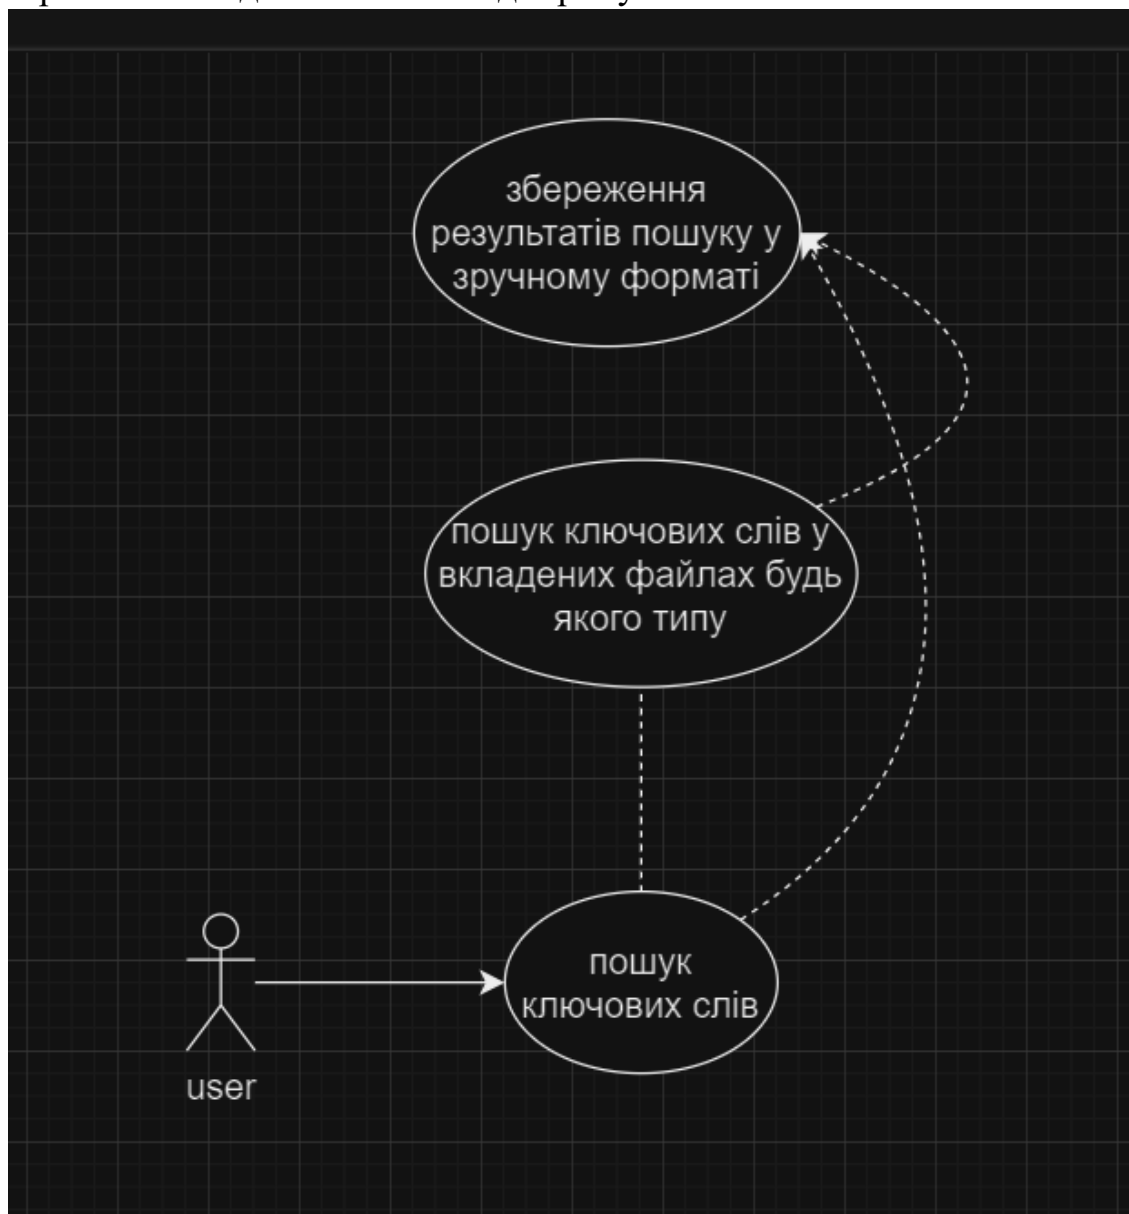 збереження
результатів пошуку у
зручному форматі
пошук ключових слів у
вкладених файлах будь
якого типу
пошук
ключових слів
user